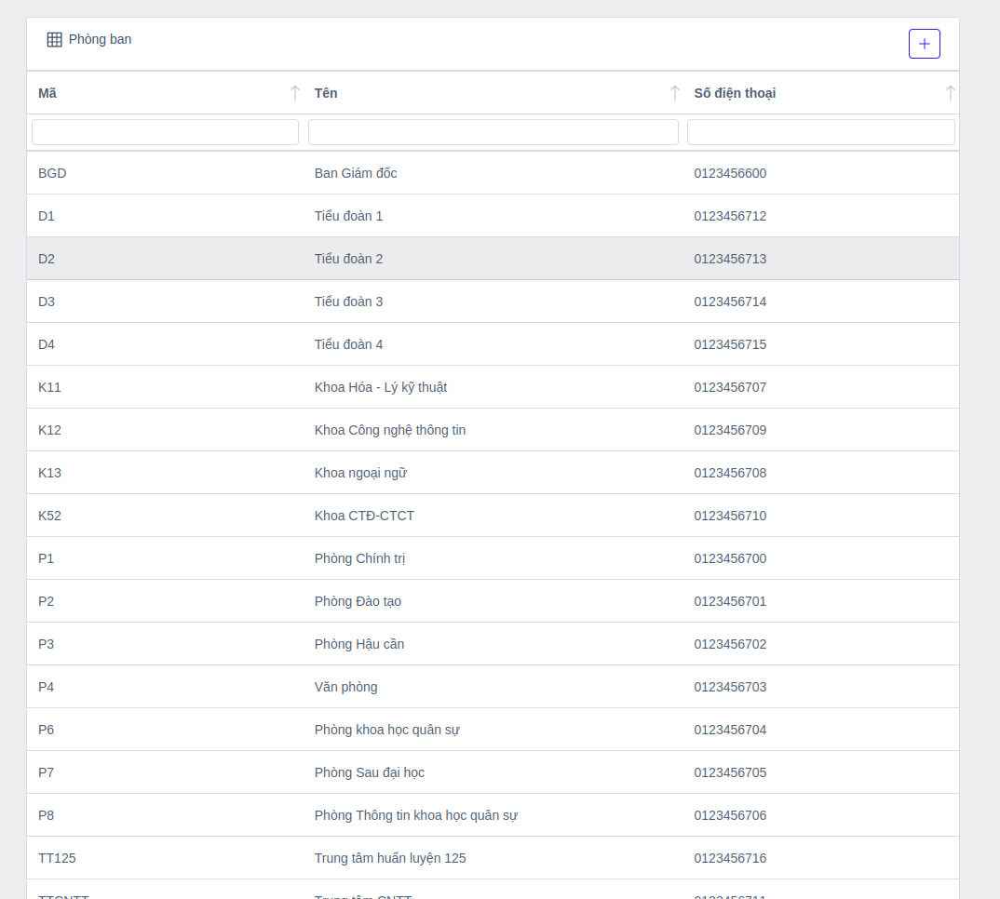 Phòng ban
Mã Tên Số điện thoại
BGD Ban Giám đốc 0123456600
D1 Tiểu đoàn 1 0123456712
D2 Tiểu đoàn 2 0123456713
D3 Tiểu đoàn 3 0123456714
D4 Tiểu đoàn 4 0123456715
K11 Khoa Hóa - Lý kỹ thuật 0123456707
K12 Khoa Công nghệ thông tin 0123456709
K13 Khoa ngoại ngữ 0123456708
K52 Khoa CTĐ-CTCT 0123456710
P1 Phòng Chính trị 0123456700
P2 Phòng Đào tạo 0123456701
P3 Phòng Hậu cần 0123456702
P4 Văn phòng 0123456703
P6 Phòng khoa học quân sự 0123456704
P7 Phòng Sau đại học 0123456705
P8 Phòng Thông tin khoa học quân sự 0123456706
TT125 Trung tâm huấn luyện 125 0123456716
TTCNTT Trung tâm CNTT 0123456711